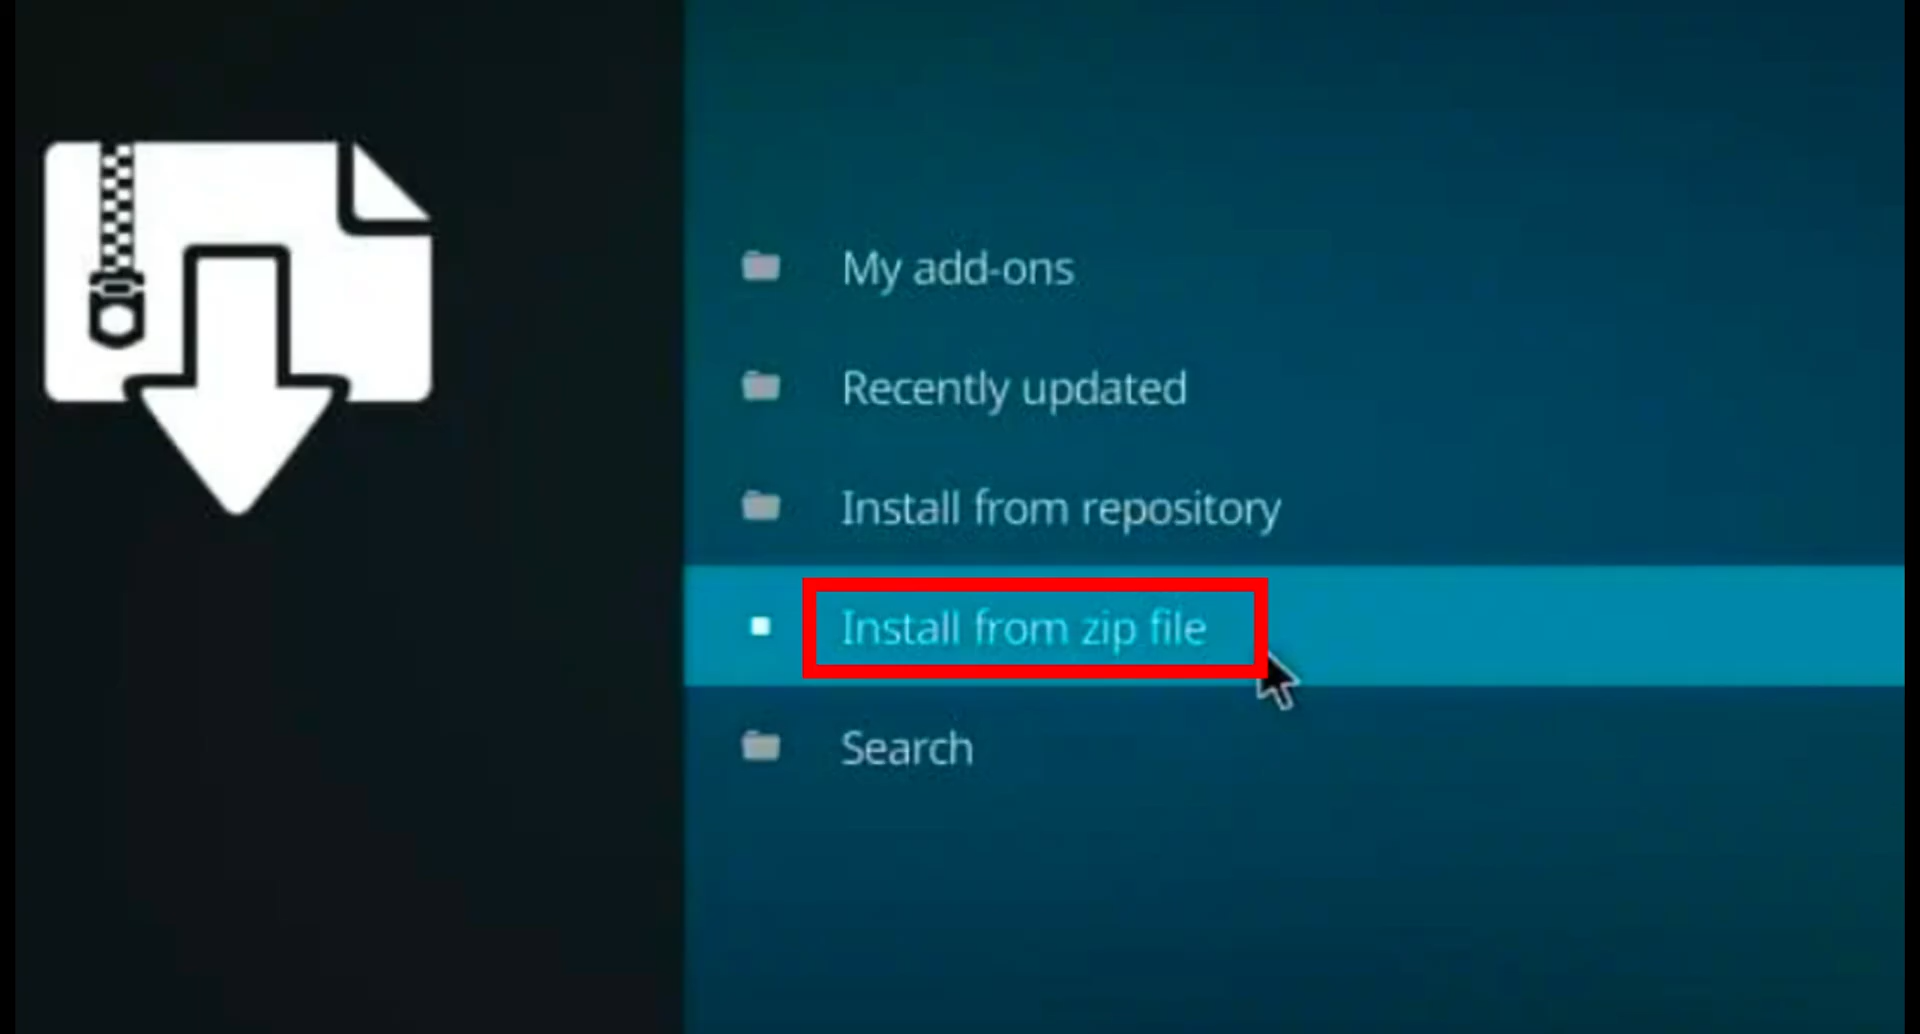 My add-ons
Recently updated
Install from repository
Install from zip file
Search